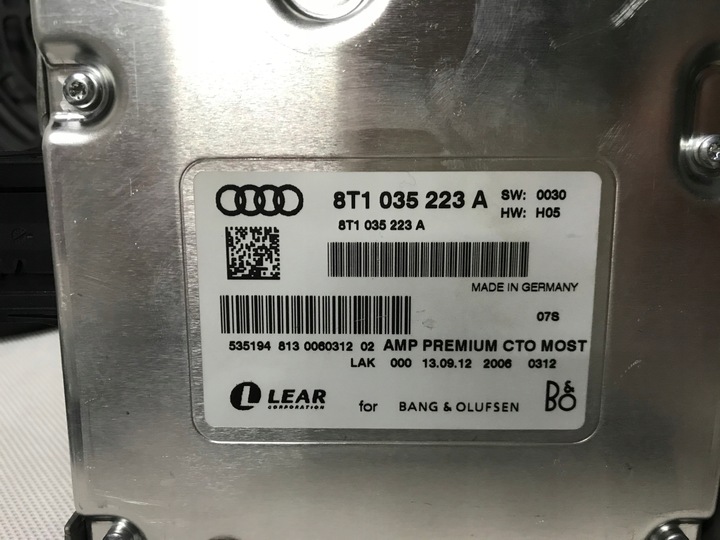 8T1 035 223 A SW: 0030
HW: H05
8T1 035 223 A
MADE IN GERMANY
07S
535194 813 0060312 02 AMP PREMIUM CTO MOST
LAK 000 13.09.12 2006 0312
L LEAR CORPORATION for BANG & OLUFSEN B&O